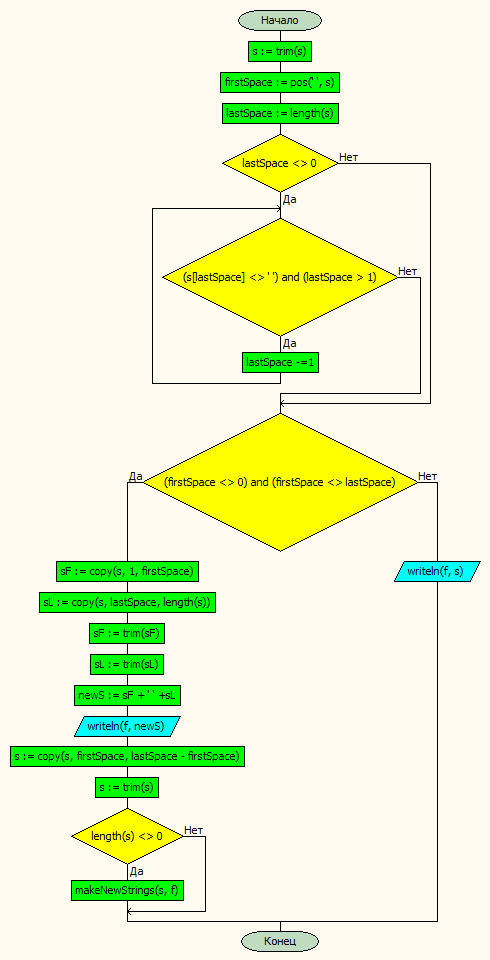 Начало
s := trim(s)
firstSpace := pos(' ', s)
lastSpace := length(s)
lastSpace <> 0
Нет
Да
(s[lastSpace] <> ' ') and (lastSpace > 1)
Нет
Да
lastSpace -=1
(firstSpace <> 0) and (firstSpace <> lastSpace)
Да
Нет
sF := copy(s, 1, firstSpace)
writeln(f, s)
sL := copy(s, lastSpace, length(s))
sF := trim(sF)
sL := trim(sL)
newS := sF + ' ' +sL
writeln(f, newS)
s := copy(s, firstSpace, lastSpace - firstSpace)
s := trim(s)
length(s) <> 0
Нет
Да
makeNewStrings(s, f)
Конец